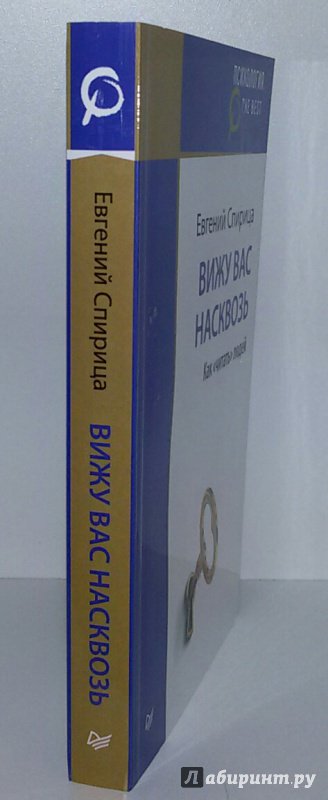 Евгений Спирица ВИЖУ ВАС НАСКВОЗЬ
ПСИХОЛОГИЯ
THE BEST
Евгений Спирица
ВИЖУ ВАС
НАСКВОЗЬ
Как «читать» людей
Лабиринт.ру